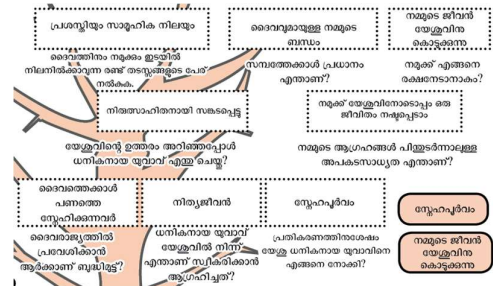 പ്രശസ്തിയും സാമൂഹിക നിലയും
ദൈവത്തിനും നമുക്കും ഇടയിൽ
നിലനിൽക്കാവുന്ന രണ്ട് തടസ്സങ്ങളുടെ പേര്
നൽകുക.
ദൈവവുമായുള്ള നമ്മുടെ
ബന്ധം
സമ്പത്തേക്കാൾ പ്രധാനം
എന്താണ്?
നമ്മുടെ ജീവൻ
യേശുവിനു
കൊടുക്കുന്നു
നമുക്ക് എങ്ങനെ
രക്ഷനേടാനാകും?
നിരുത്സാഹിതനായി സങ്കടപ്പെട്ടു
യേശുവിന്റെ ഉത്തരം അറിഞ്ഞപ്പോൾ
ധനികനായ യുവാവ് എന്തു ചെയ്തു?
നമുക്ക് യേശുവിനോടൊപ്പം ഒരു
ജീവിതം നഷ്ടപ്പെടാം
നമ്മുടെ ആഗ്രഹങ്ങൾ പിന്തുടർന്നാലുള്ള
അപകടസാധ്യത എന്താണ്?
ദൈവത്തെക്കാൾ
പണത്തെ
സ്നേഹിക്കുന്നവർ
ദൈവരാജ്യത്തിൽ
പ്രവേശിക്കാൻ
ആർക്കാണ് ബുദ്ധിമുട്ട്?
നിത്യജീവൻ
ധനികനായ യുവാവ്
യേശുവിൽ നിന്ന്
എന്താണ് സ്വീകരിക്കാൻ
ആഗ്രഹിച്ചത്?
സ്നേഹപൂർവം
പ്രതികരണത്തിനുശേഷം
യേശു ധനികനായ യുവാവിനെ
എങ്ങനെ നോക്കി?
സ്നേഹപൂർവം
നമ്മുടെ ജീവൻ
യേശുവിനു
കൊടുക്കുന്നു